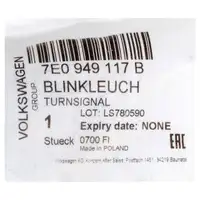 VOLKSWAGEN
GROUP
7E0 949 117 B
BLINKLEUCH
TURNSIGNAL
LOT: LS780590
1
Expiry date: NONE
Stueck
0700 FI
Made in POLAND
EAC